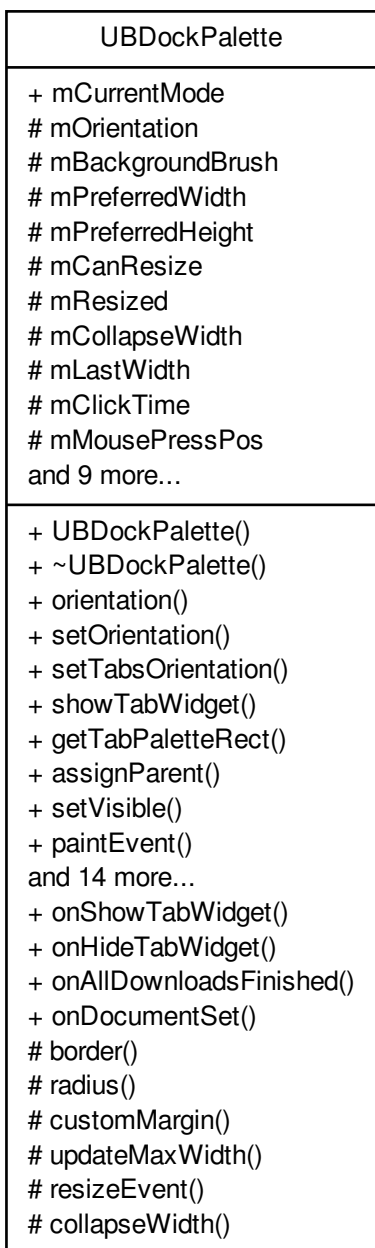 UBDockPalette
+ mCurrentMode
# mOrientation
# mBackgroundBrush
# mPreferredWidth
# mPreferredHeight
# mCanResize
# mResized
# mCollapseWidth
# mLastWidth
# mClickTime
# mMousePressPos
and 9 more...
+ UBDockPalette()
+ ~UBDockPalette()
+ orientation()
+ setOrientation()
+ setTabsOrientation()
+ showTabWidget()
+ getTabPaletteRect()
+ assignParent()
+ setVisible()
+ paintEvent()
and 14 more...
+ onShowTabWidget()
+ onHideTabWidget()
+ onAllDownloadsFinished()
+ onDocumentSet()
# border()
# radius()
# customMargin()
# updateMaxWidth()
# resizeEvent()
# collapseWidth()